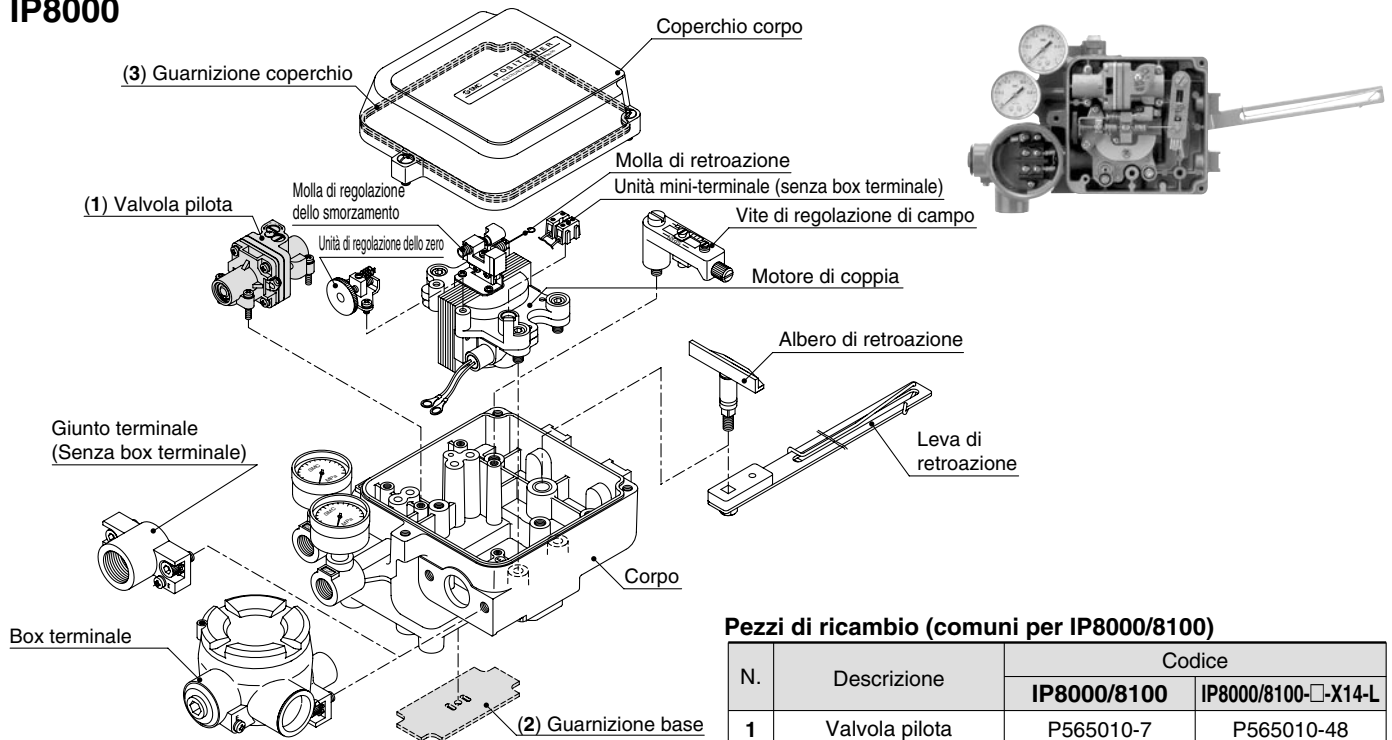 IP8000
Coperchio corpo
(3) Guarnizione coperchio
POSITIONER
SMC
Molla di retroazione
Molla di regolazione
dello smorzamento
Unità mini-terminale (senza box terminale)
(1) Valvola pilota
Vite di regolazione di campo
Unità di regolazione dello zero
Motore di coppia
Albero di retroazione
Giunto terminale
(Senza box terminale)
Leva di
retroazione
Corpo
Box terminale
(2) Guarnizione base
Pezzi di ricambio (comuni per IP8000/8100)
N.
Descrizione
Codice
IP8000/8100
IP8000/8100-□-X14-L
1
Valvola pilota
P565010-7
P565010-48